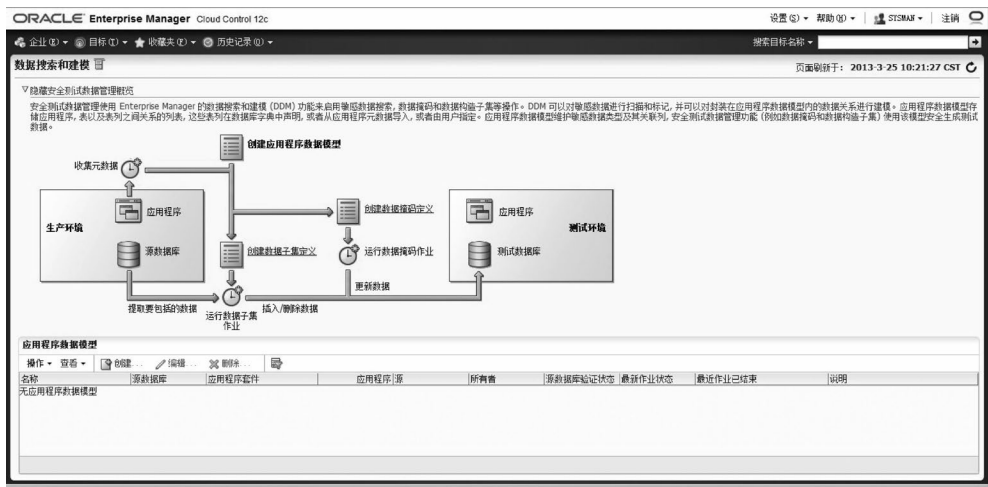 ORACLE Enterprise Manager Cloud Control 12c
设置(S) 帮助(H) SYSMAN 注销
企业(E) 目标(T) 收藏夹(F) 历史记录(O)
搜索目标名称
数据搜索和建模
页面刷新于: 2013-3-25 10:21:27 CST
隐藏安全测试数据管理概览
安全测试数据管理使用 Enterprise Manager 的数据搜索和建模 (DDM) 功能来启用敏感数据搜索, 数据掩码和数据构造子集等操作。DDM 可以对敏感数据进行扫描和标记, 并可以对封装在应用程序数据模型内的数据关系进行建模。应用程序数据模型存
储应用程序, 表以及表列之间关系的列表, 这些表列在数据库字典中声明, 或者从应用程序元数据导入, 或者由用户指定。应用程序数据模型维护敏感数据类型及其关联列, 安全测试数据管理功能 (例如数据掩码和数据构造子集) 使用该模型安全生成测试
数据。
创建应用程序数据模型
收集元数据
生产环境
应用程序
源数据库
创建数据掩码定义
创建数据子集定义
运行数据掩码作业
应用程序
测试环境
测试数据库
更新数据
提取要包括的数据
运行数据子集
作业
插入/删除数据
应用程序数据模型
操作 查看 创建... 编辑... 删除...
名称 源数据库 应用程序套件 应用程序 源 所有者 源数据库验证状态 最新作业状态 最近作业已结束 说明
无应用程序数据模型